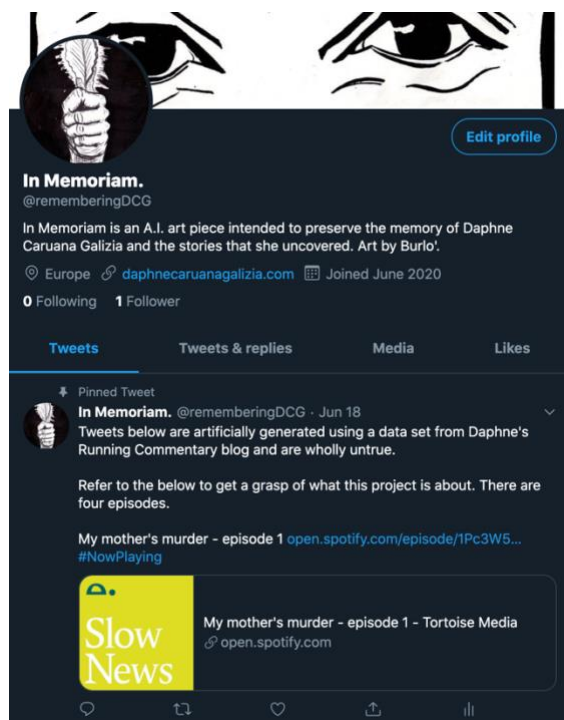 Edit profile
In Memoriam.
@rememberingDCG
In Memoriam is an A.I. art piece intended to preserve the memory of Daphne
Caruana Galizia and the stories that she uncovered. Art by Burlo'.
Europe daphnecaruanagalizia.com Joined June 2020
0 Following 1 Follower
Tweets Tweets & replies Media Likes
Pinned Tweet
In Memoriam. @rememberingDCG · Jun 18
Tweets below are artificially generated using a data set from Daphne's
Running Commentary blog and are wholly untrue.
Refer to the below to get a grasp of what this project is about. There are
four episodes.
My mother's murder - episode 1 open.spotify.com/episode/1Pc3W5...
#NowPlaying
Slow
News
My mother's murder - episode 1 - Tortoise Media
open.spotify.com